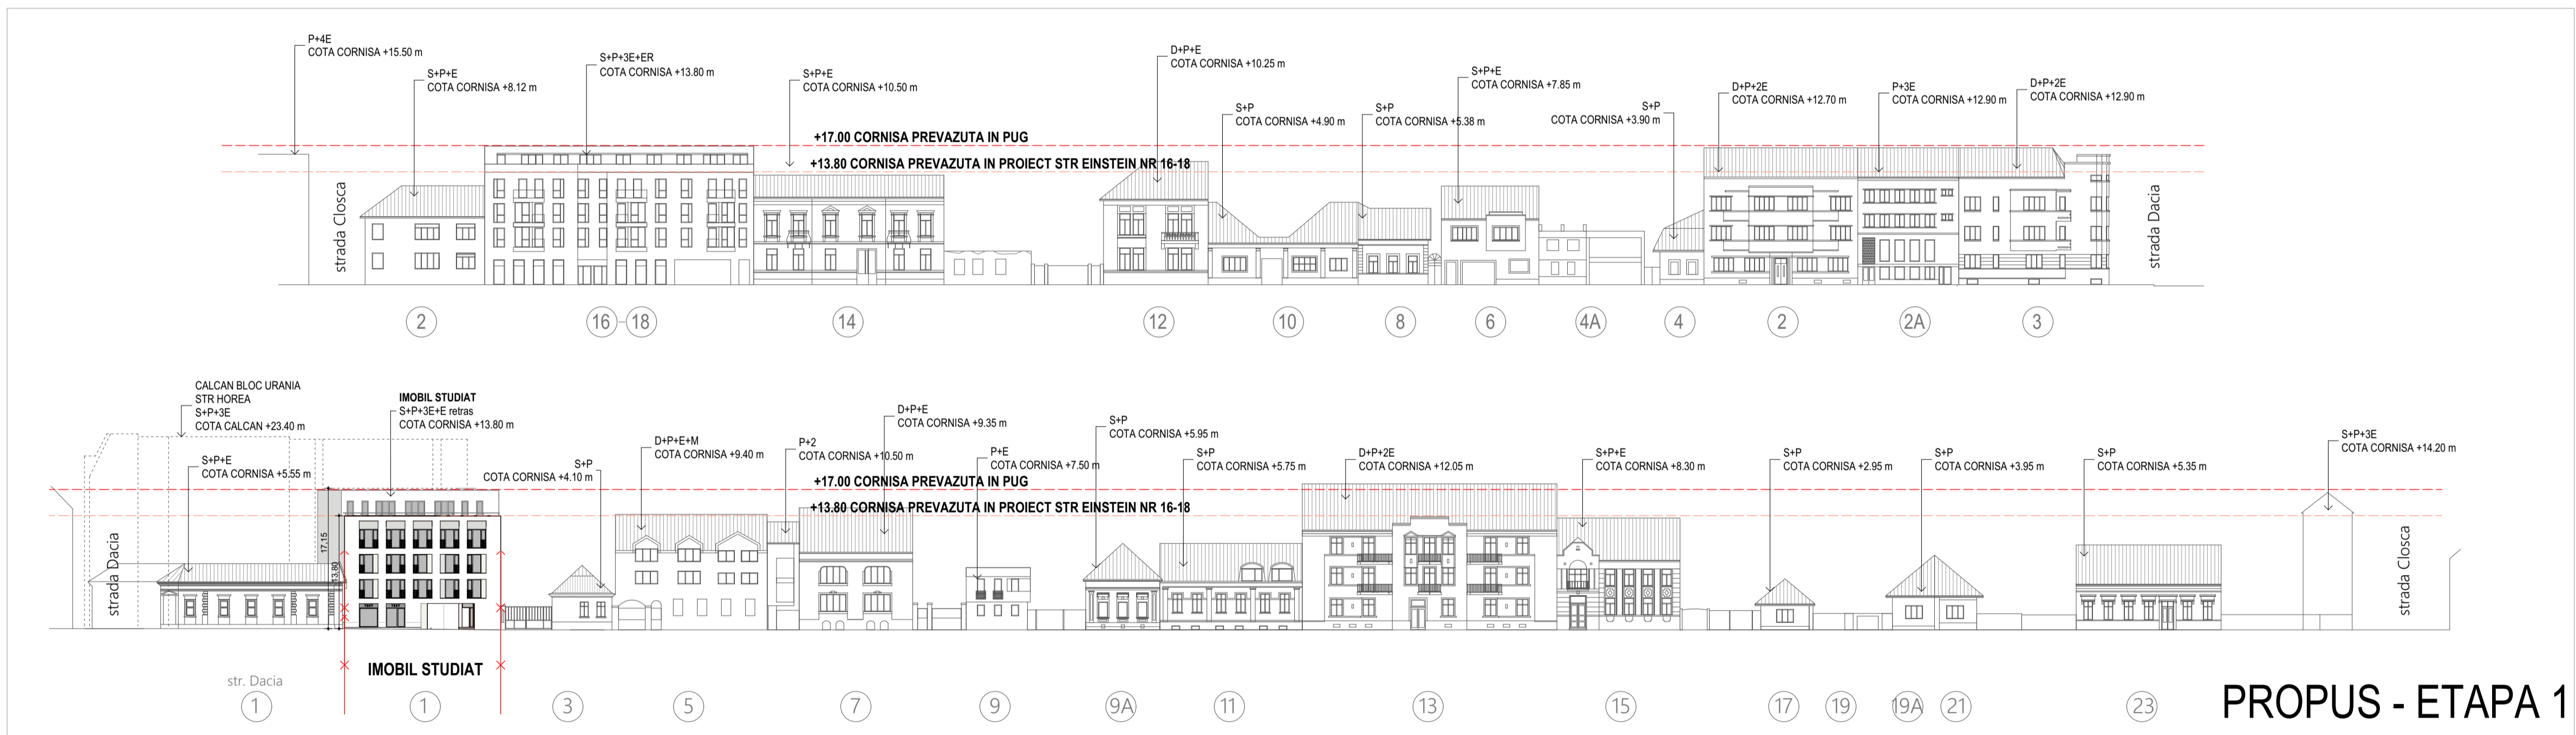 P+4E
COTA CORNISA +15.50 m
S+P+E
COTA CORNISA +8.12 m
S+P+3E+ER
COTA CORNISA +13.80 m
S+P+E
COTA CORNISA +10.50 m
D+P+E
COTA CORNISA +10.25 m
S+P
COTA CORNISA +4.90 m
S+P
COTA CORNISA +5.38 m
S+P+E
COTA CORNISA +7.85 m
S+P
COTA CORNISA +3.90 m
D+P+2E
COTA CORNISA +12.70 m
P+3E
COTA CORNISA +12.90 m
D+P+2E
COTA CORNISA +12.90 m
+17.00 CORNISA PREVAZUTA IN PUG
+13.80 CORNISA PREVAZUTA IN PROIECT STR EINSTEIN NR 16-18
strada Closca
strada Dacia
2
16-18
14
12
10
8
6
4A
4
2
2A
3
CALCAN BLOC URANIA
STR HOREA
S+P+3E
COTA CALCAN +23.40 m
S+P+E
COTA CORNISA +5.55 m
IMOBIL STUDIAT
S+P+3E+E retras
COTA CORNISA +13.80 m
S+P
COTA CORNISA +4.10 m
D+P+E+M
COTA CORNISA +9.40 m
P+2
COTA CORNISA +10.50 m
D+P+E
COTA CORNISA +9.35 m
P+E
COTA CORNISA +7.50 m
S+P
COTA CORNISA +5.95 m
S+P
COTA CORNISA +5.75 m
D+P+2E
COTA CORNISA +12.05 m
S+P+E
COTA CORNISA +8.30 m
S+P
COTA CORNISA +2.95 m
S+P
COTA CORNISA +3.95 m
S+P
COTA CORNISA +5.35 m
S+P+3E
COTA CORNISA +14.20 m
+17.00 CORNISA PREVAZUTA IN PUG
+13.80 CORNISA PREVAZUTA IN PROIECT STR EINSTEIN NR 16-18
strada Dacia
17,15
13,80
TEXT
TEXT
strada Closca
IMOBIL STUDIAT
str. Dacia
1
1
3
5
7
9
9A
11
13
15
17
19
19A
21
23
PROPUS - ETAPA 1